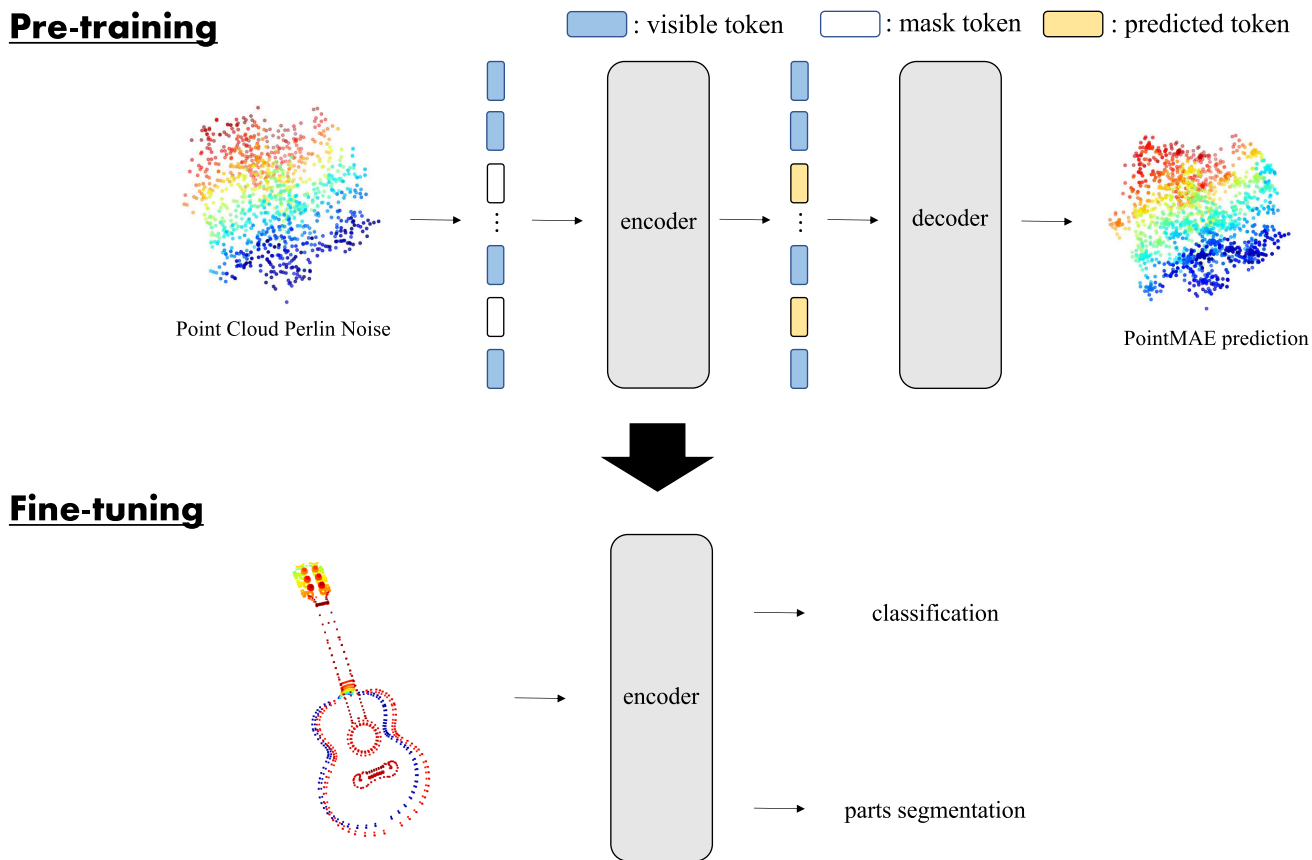 Pre-training
: visible token
: mask token
: predicted token
encoder
decoder
Point Cloud Perlin Noise
PointMAE prediction
Fine-tuning
encoder
classification
parts segmentation